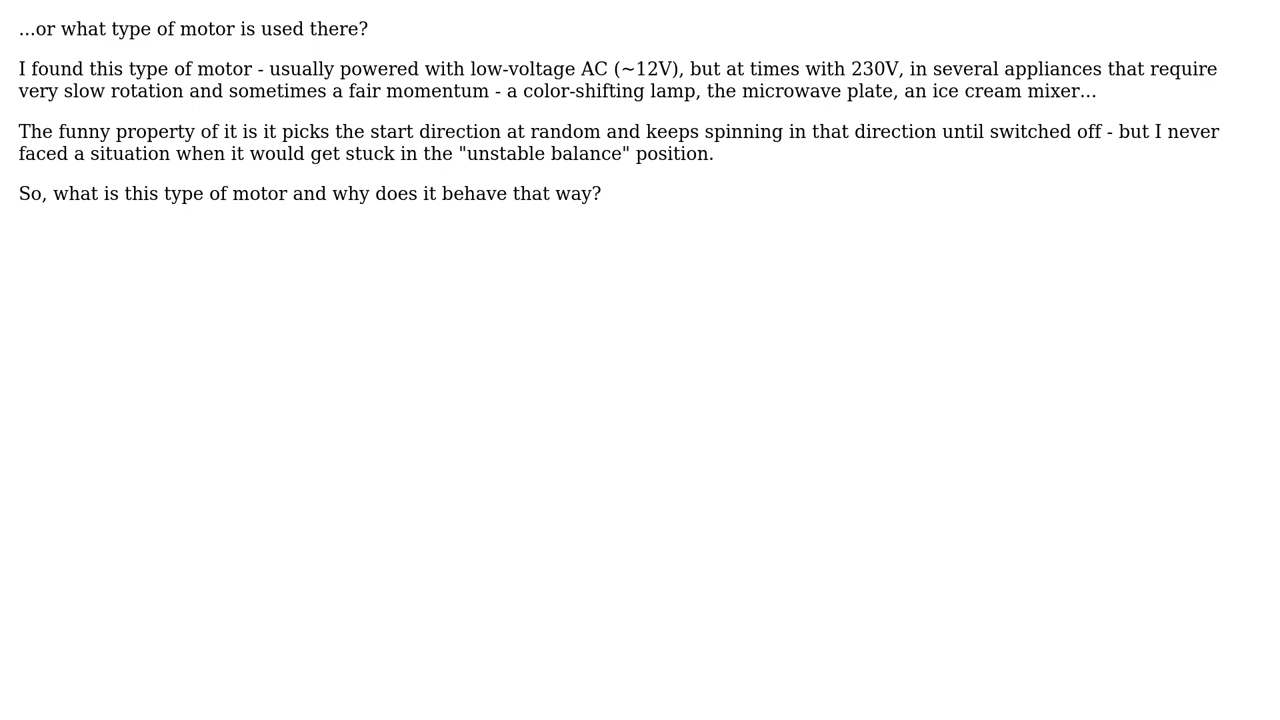 ...or what type of motor is used there?
I found this type of motor - usually powered with low-voltage AC (~12V), but at times with 230V, in several appliances that require
very slow rotation and sometimes a fair momentum - a color-shifting lamp, the microwave plate, an ice cream mixer...
The funny property of it is it picks the start direction at random and keeps spinning in that direction until switched off - but I never
faced a situation when it would get stuck in the "unstable balance" position.
So, what is this type of motor and why does it behave that way?